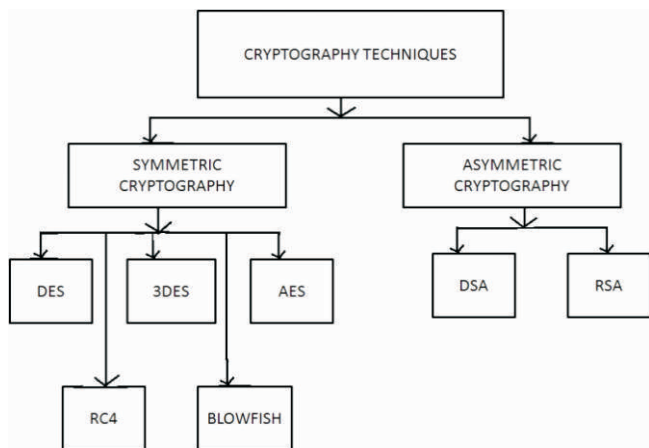 CRYPTOGRAPHY TECHNIQUES
SYMMETRIC
CRYPTOGRAPHY
ASYMMETRIC
CRYPTOGRAPHY
DES
3DES
AES
DSA
RSA
RC4
BLOWFISH